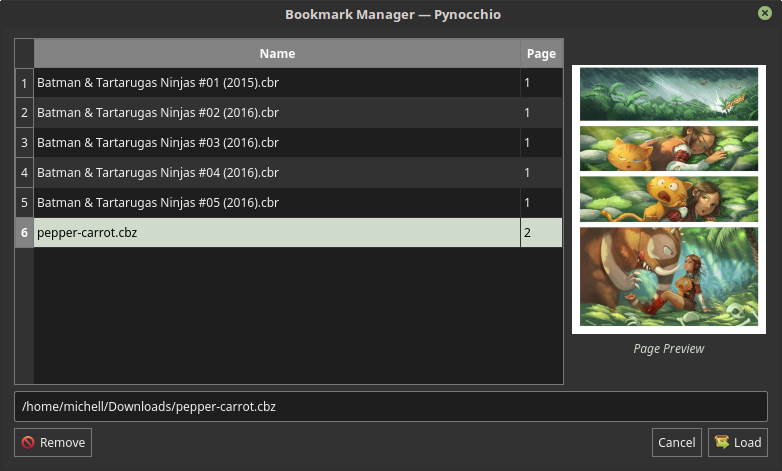 Bookmark Manager — Pynocchio
Name Page
1 Batman & Tartarugas Ninjas #01 (2015).cbr 1
2 Batman & Tartarugas Ninjas #02 (2016).cbr 1
3 Batman & Tartarugas Ninjas #03 (2016).cbr 1
4 Batman & Tartarugas Ninjas #04 (2016).cbr 1
5 Batman & Tartarugas Ninjas #05 (2016).cbr 1
6 pepper-carrot.cbz 2
Page Preview
/home/michell/Downloads/pepper-carrot.cbz
Remove Cancel Load